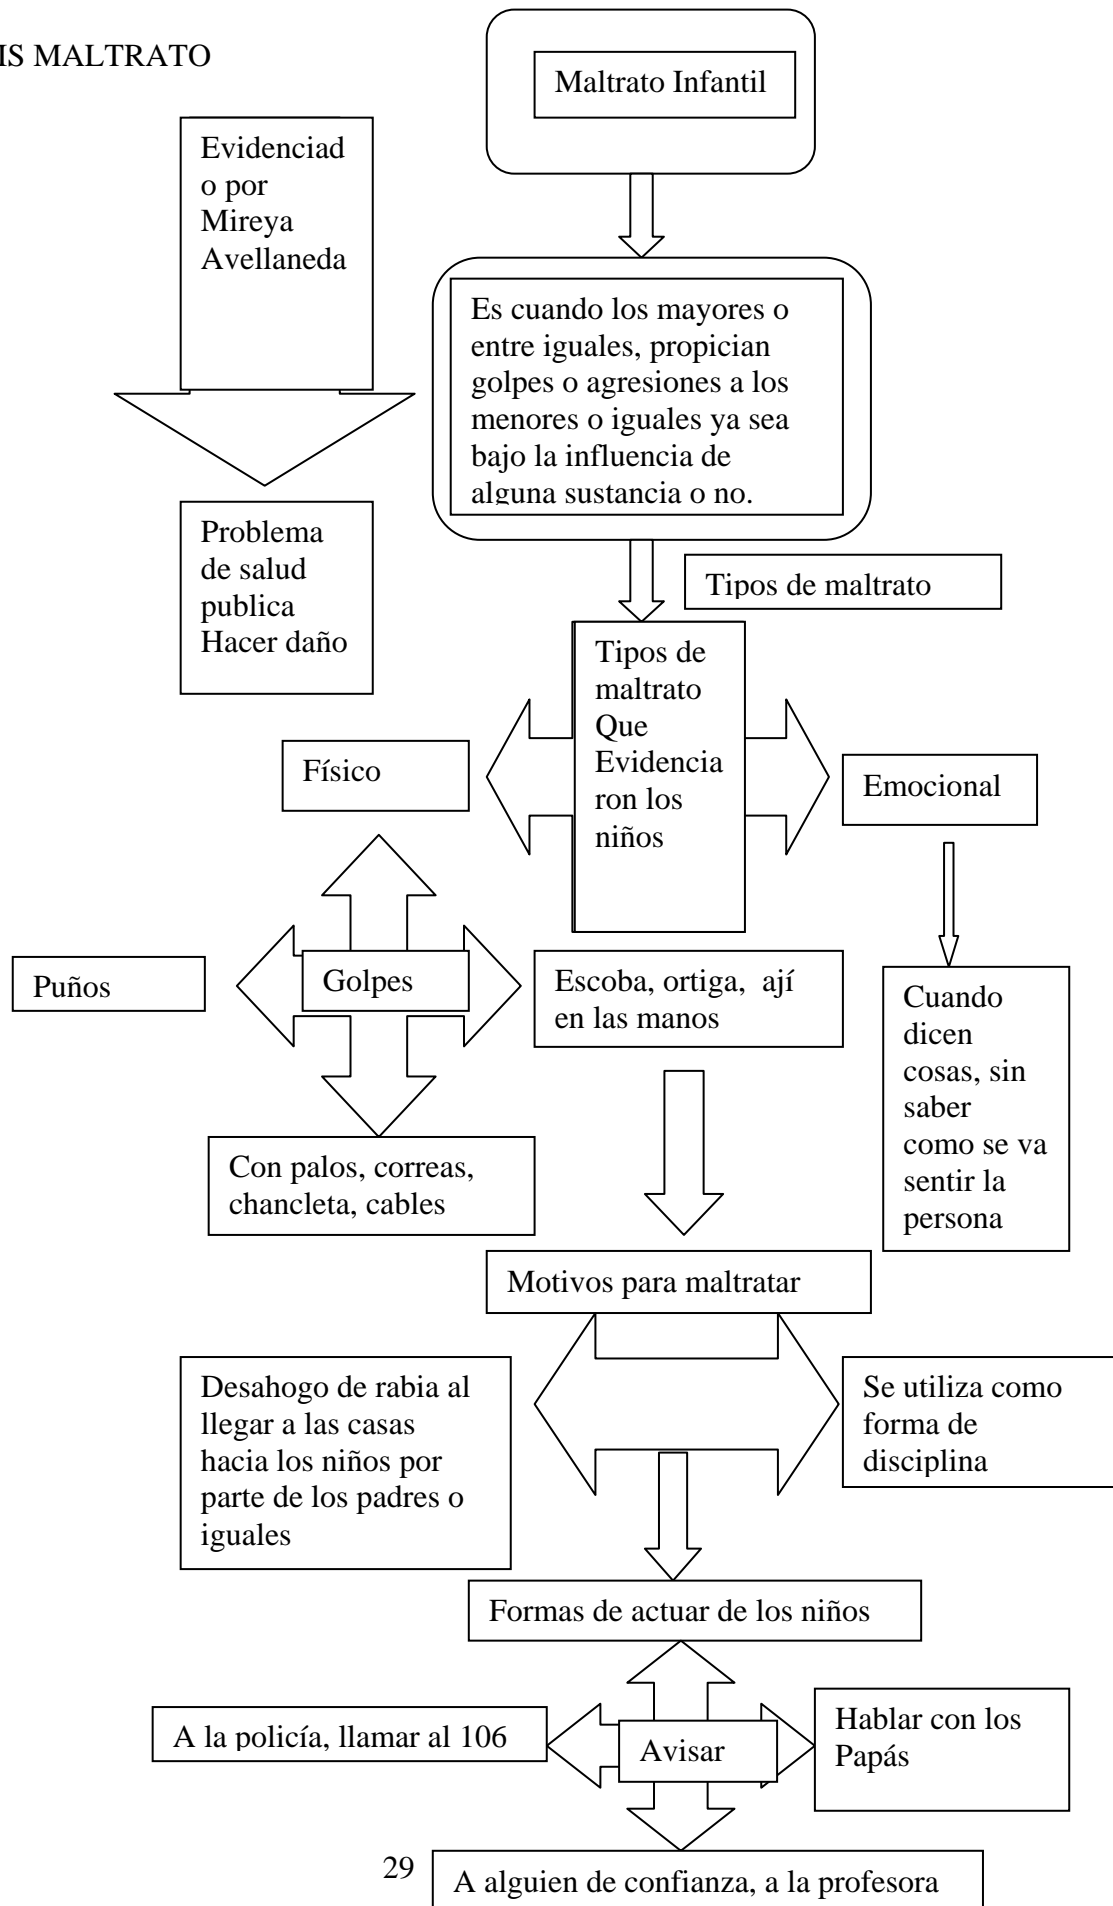 IS MALTRATO
Maltrato Infantil
Evidenciad
o por
Mireya
Avellaneda
Es cuando los mayores o
entre iguales, propician
golpes o agresiones a los
menores o iguales ya sea
bajo la influencia de
alguna sustancia o no.
Problema
de salud
publica
Hacer daño
Tipos de maltrato
Tipos de
maltrato
Que
Evidencia
ron los
niños
Físico
Emocional
Puños
Golpes
Escoba, ortiga, ají
en las manos
Cuando
dicen
cosas, sin
saber
como se va
sentir la
persona
Con palos, correas,
chancleta, cables
Motivos para maltratar
Desahogo de rabia al
llegar a las casas
hacia los niños por
parte de los padres o
iguales
Se utiliza como
forma de
disciplina
Formas de actuar de los niños
A la policía, llamar al 106
Avisar
Hablar con los
Papás
A alguien de confianza, a la profesora
29